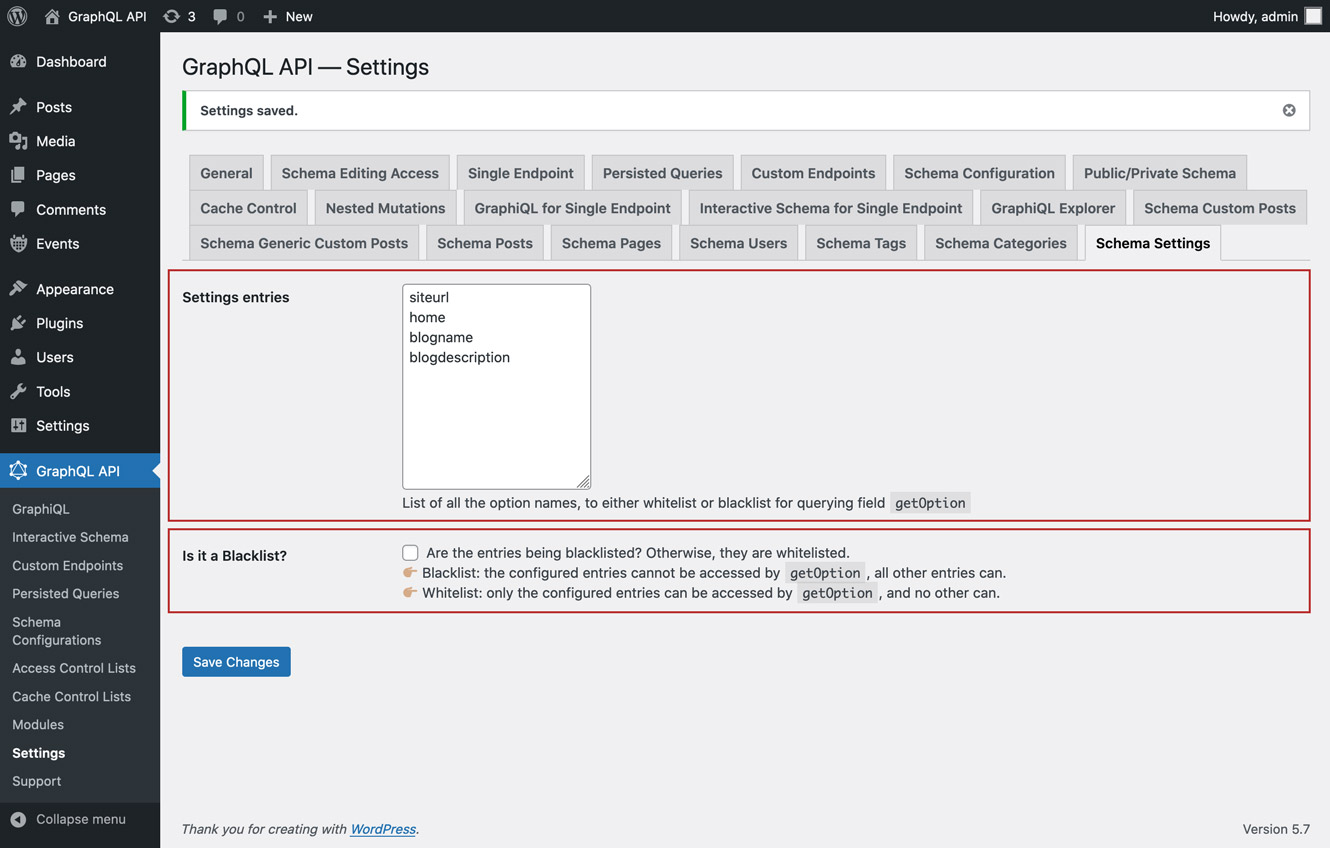 GraphQL API 3 0 New Howdy, admin
Dashboard
Posts
Media
Pages
Comments
Events
Appearance
Plugins
Users
Tools
Settings
GraphQL API
GraphiQL
Interactive Schema
Custom Endpoints
Persisted Queries
Schema
Configurations
Access Control Lists
Cache Control Lists
Modules
Settings
Support
Collapse menu
GraphQL API — Settings
Settings saved.
General Schema Editing Access Single Endpoint Persisted Queries Custom Endpoints Schema Configuration Public/Private Schema
Cache Control Nested Mutations GraphiQL for Single Endpoint Interactive Schema for Single Endpoint GraphiQL Explorer Schema Custom Posts
Schema Generic Custom Posts Schema Posts Schema Pages Schema Users Schema Tags Schema Categories Schema Settings
Settings entries
siteurl
home
blogname
blogdescription
List of all the option names, to either whitelist or blacklist for querying field getOption
Is it a Blacklist?
Are the entries being blacklisted? Otherwise, they are whitelisted.
👉🏽 Blacklist: the configured entries cannot be accessed by getOption, all other entries can.
👉🏽 Whitelist: only the configured entries can be accessed by getOption, and no other can.
Save Changes
Thank you for creating with WordPress.
Version 5.7